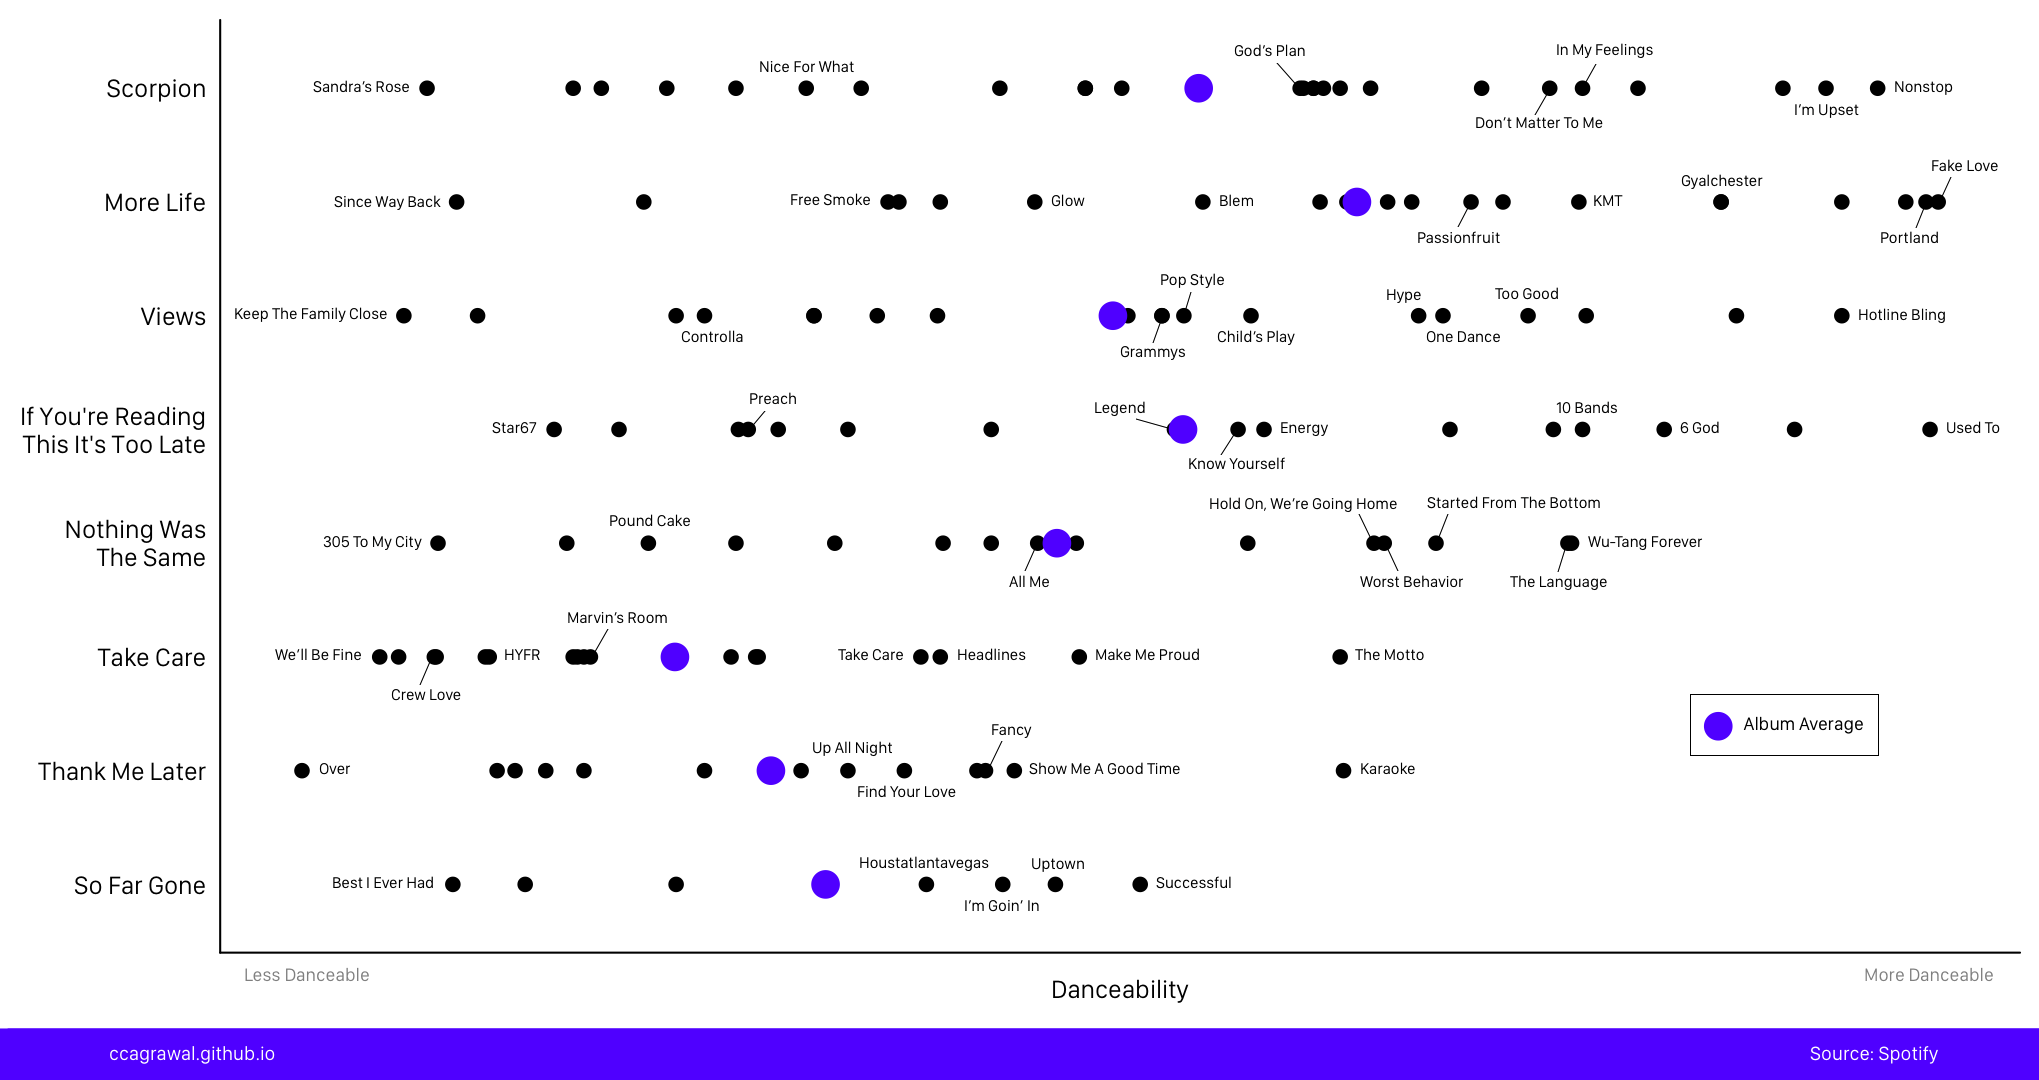 God’s Plan
In My Feelings
Nice For What
Scorpion
Sandra’s Rose
Nonstop
I’m Upset
Don’t Matter To Me
Fake Love
Gyalchester
More Life
Since Way Back
Free Smoke
Glow
Blem
KMT
Passionfruit
Portland
Pop Style
Hype
Too Good
Views
Keep The Family Close
Hotline Bling
Controlla
Grammys
Child’s Play
One Dance
Preach
Legend
10 Bands
If You're Reading
This It's Too Late
Star67
Energy
6 God
Used To
Know Yourself
Hold On, We’re Going Home
Started From The Bottom
Pound Cake
Nothing Was
The Same
305 To My City
Wu-Tang Forever
All Me
Worst Behavior
The Language
Marvin’s Room
Take Care
We’ll Be Fine
HYFR
Take Care
Headlines
Make Me Proud
The Motto
Crew Love
Album Average
Fancy
Up All Night
Thank Me Later
Over
Show Me A Good Time
Karaoke
Find Your Love
Houstatlantavegas
Uptown
So Far Gone
Best I Ever Had
Successful
I’m Goin’ In
Less Danceable
More Danceable
Danceability
ccagrawal.github.io
Source: Spotify